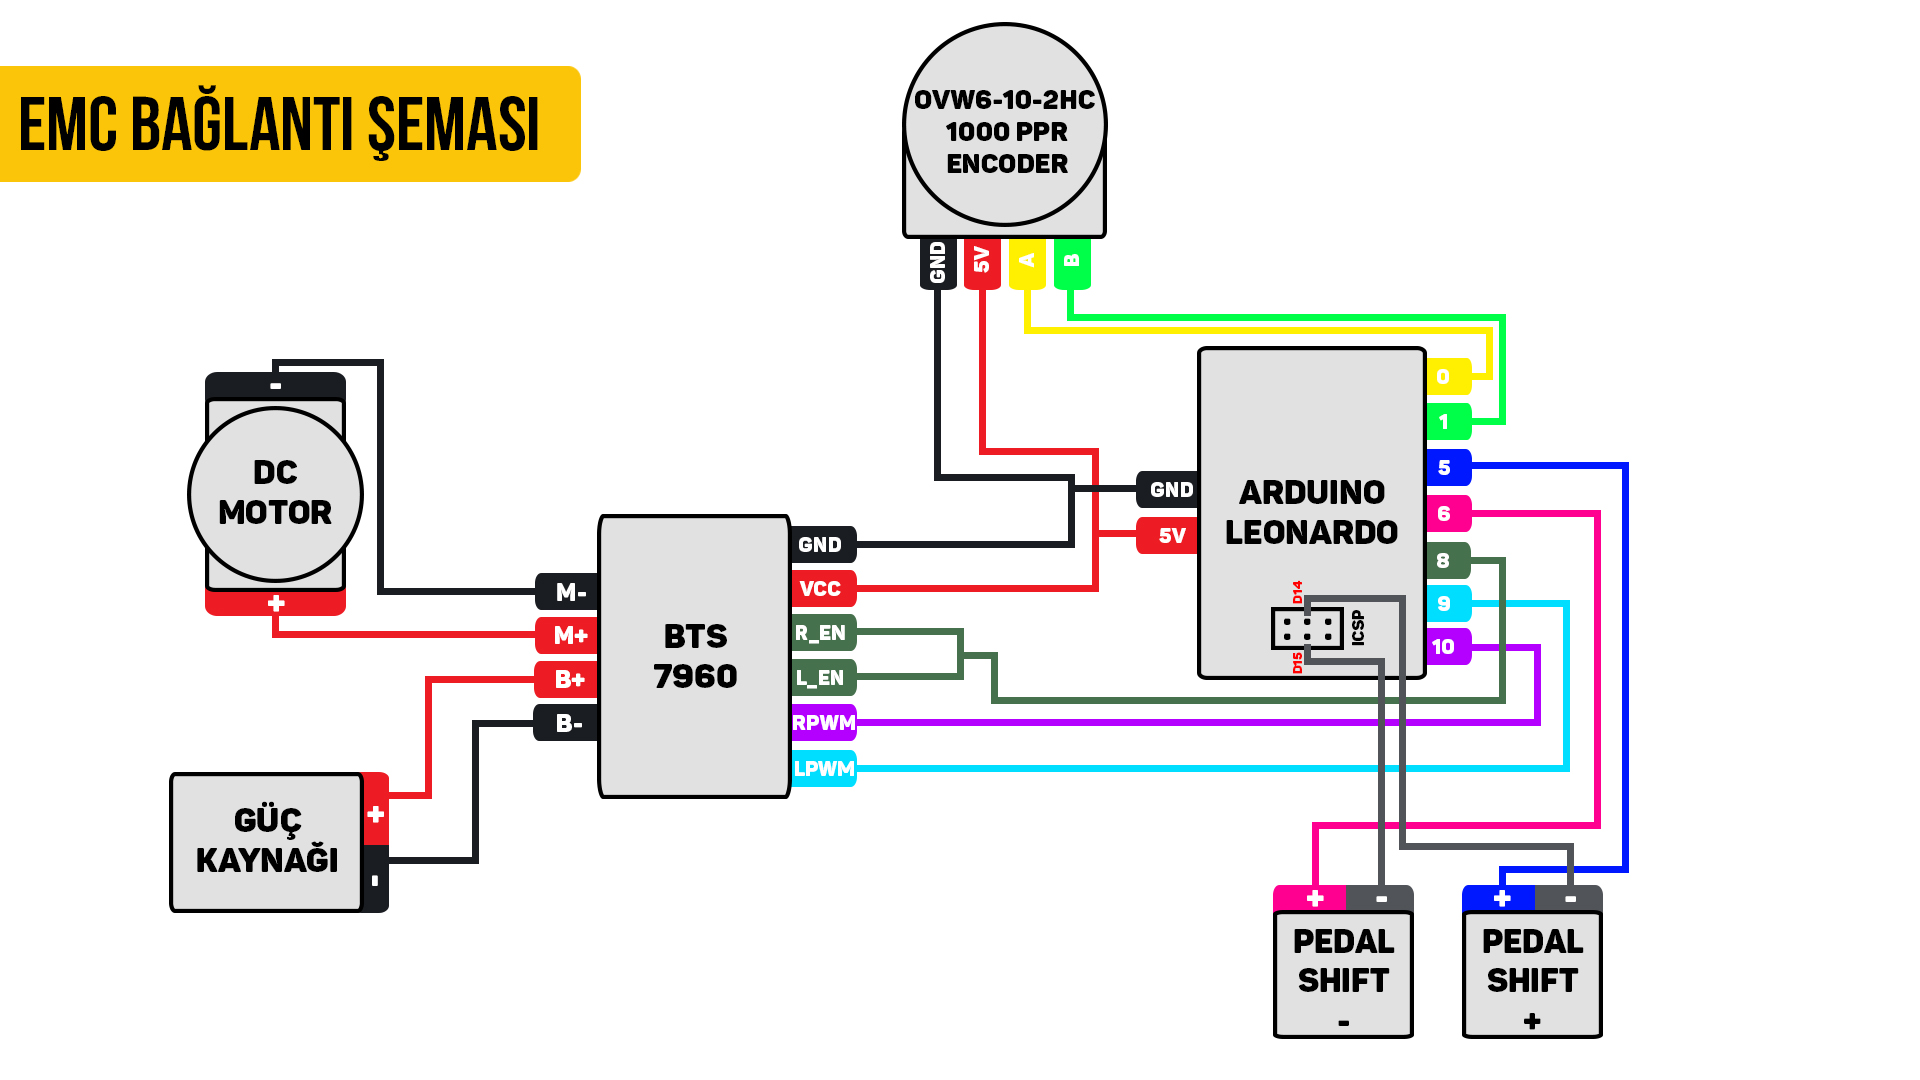 EMC BAĞLANTI ŞEMASI
OVW6-10-2HC
1000 PPR
ENCODER
GND
5V
A
B
-
DC
MOTOR
+
M-
M+
B+
B-
BTS
7960
GND
VCC
R_EN
L_EN
RPWM
LPWM
GÜÇ
KAYNAĞI
+
-
GND
5V
ARDUINO
LEONARDO
D14
ICSP
D15
0
1
5
6
8
9
10
+ -
PEDAL
SHIFT
-
+ -
PEDAL
SHIFT
+